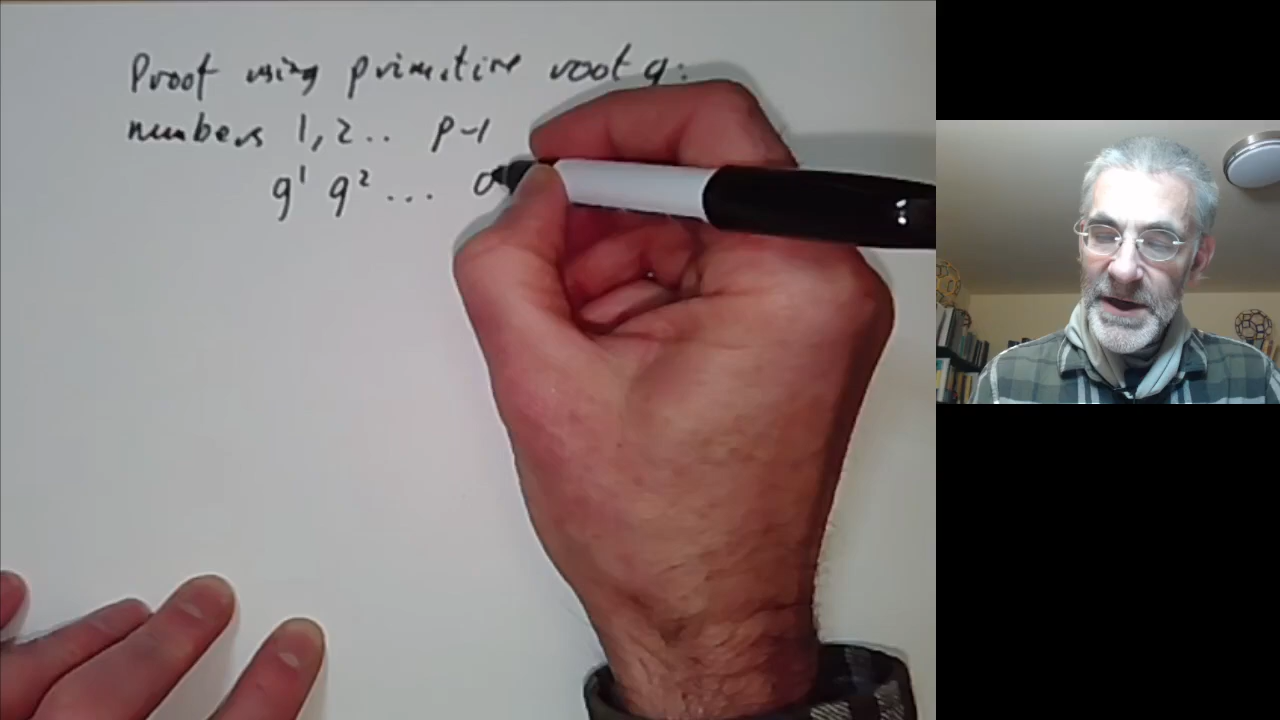 Proof using primitive root g:
numbers 1, 2 .. p-1
g¹ g² ...